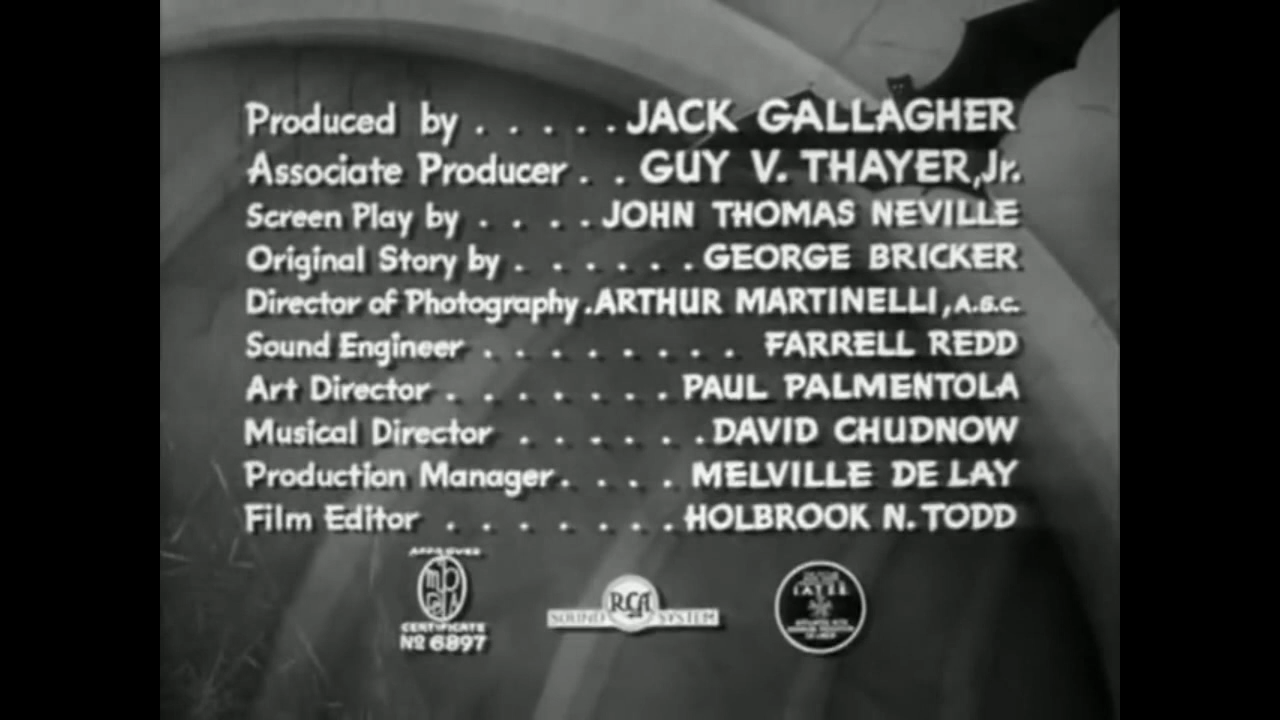 Produced by . . . . . JACK GALLAGHER
Associate Producer . . GUY V. THAYER, Jr.
Screen Play by . . . . JOHN THOMAS NEVILLE
Original Story by . . . . . . GEORGE BRICKER
Director of Photography . ARTHUR MARTINELLI, A.S.C.
Sound Engineer . . . . . . . . FARRELL REDD
Art Director . . . . . . . PAUL PALMENTOLA
Musical Director . . . . . . DAVID CHUDNOW
Production Manager . . . . MELVILLE DE LAY
Film Editor . . . . . . . HOLBROOK N. TODD
APPROVED
CERTIFICATE
Nº 6897
RCA
SOUND SYSTEM
I.A.T.S.E.